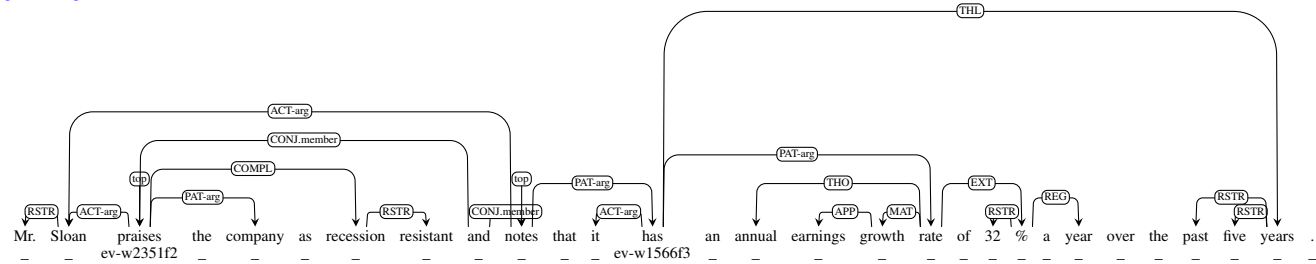 THL
ACT-arg
CONJ.member
COMPL
PAT-arg
top
top
PAT-arg
THO
EXT
PAT-arg
RSTR
RSTR
ACT-arg
RSTR
CONJ.member
ACT-arg
APP
MAT
RSTR
REG
RSTR
Mr. Sloan praises the company as recession resistant and notes that it has an annual earnings growth rate of 32 % a year over the past five years .
_ _ ev-w2351f2 _ _ _ _ _ _ _ _ _ ev-w1566f3 _ _ _ _ _ _ _ _ _ _ _ _ _ _ _ _